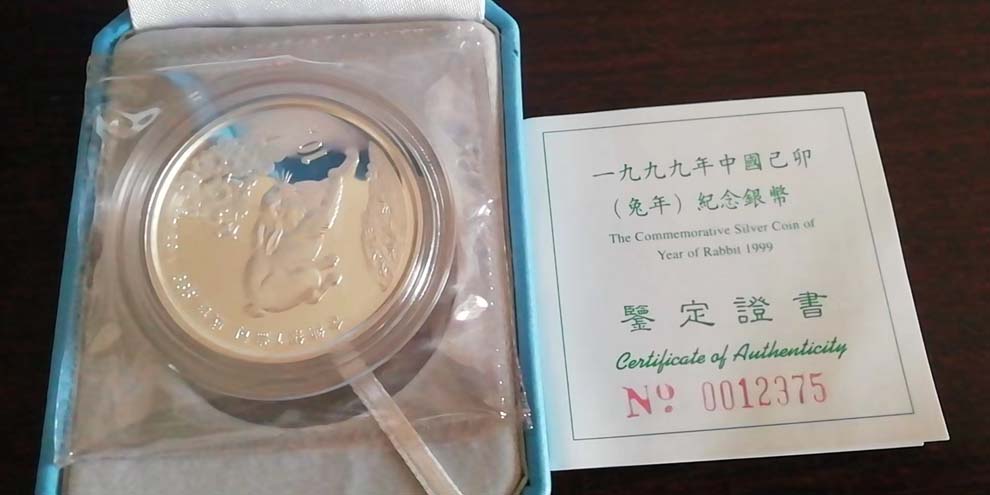 一九九九年中國己卯
（兔年）紀念銀幣
The Commemorative Silver Coin of
Year of Rabbit 1999
鑒定證書
Certificate of Authenticity
Nº 0012375
10